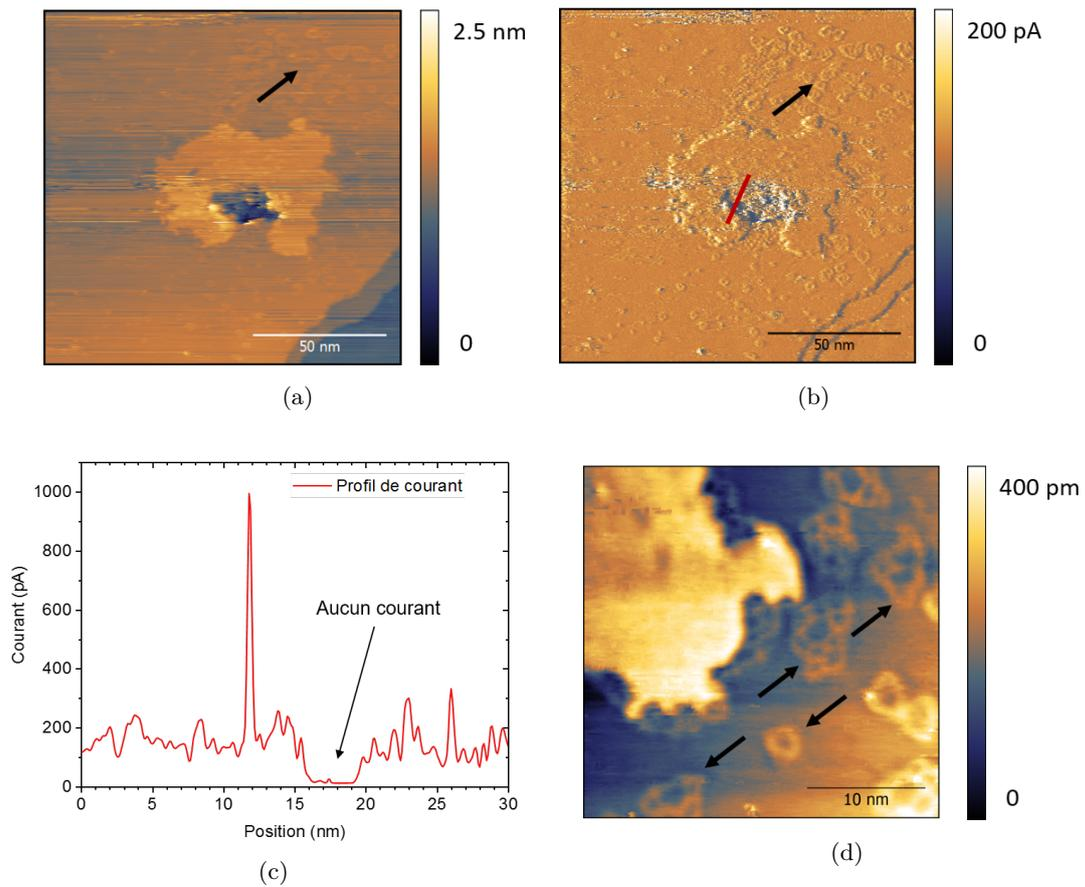 2.5 nm
0
50 nm
(a)
200 pA
0
50 nm
(b)
Courant (pA)
1000
800
600
400
200
0
Profil de courant
Aucun courant
0 5 10 15 20 25 30
Position (nm)
(c)
400 pm
0
10 nm
(d)